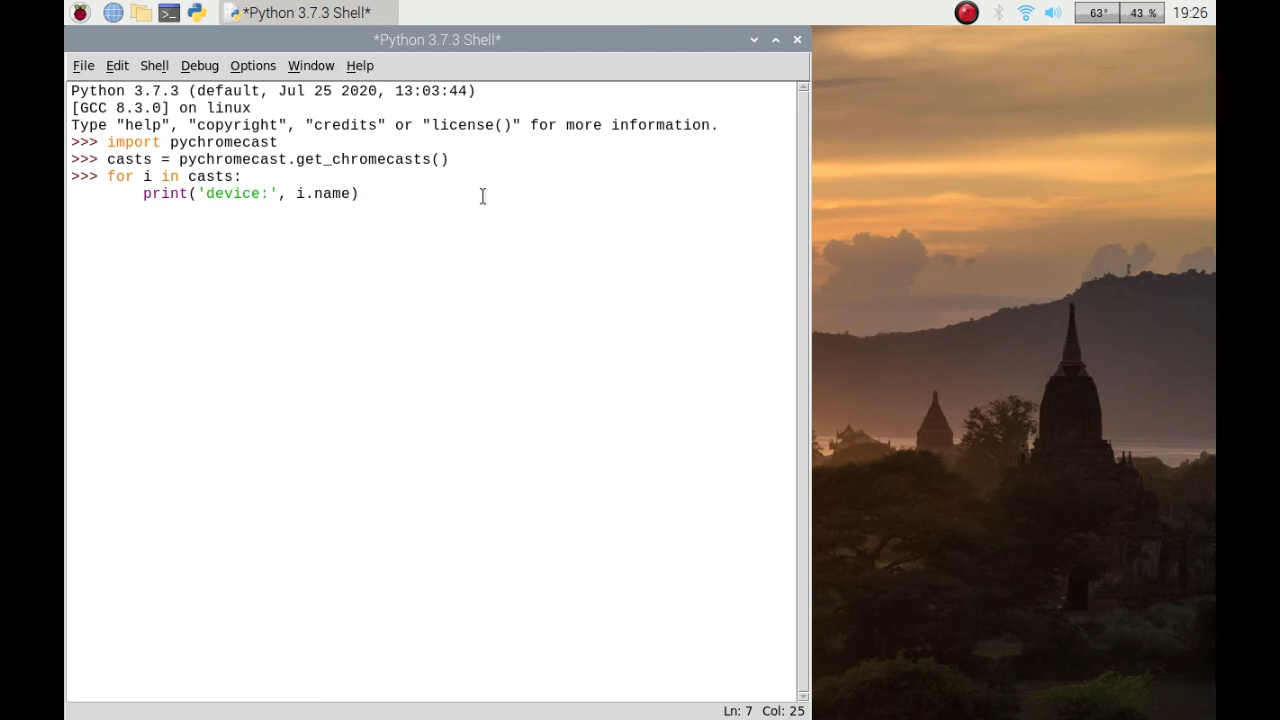 *Python 3.7.3 Shell*
63° 43 % 19:26
*Python 3.7.3 Shell*
File Edit Shell Debug Options Window Help
Python 3.7.3 (default, Jul 25 2020, 13:03:44)
[GCC 8.3.0] on linux
Type "help", "copyright", "credits" or "license()" for more information.
>>> import pychromecast
>>> casts = pychromecast.get_chromecasts()
>>> for i in casts:
        print('device:', i.name)
Ln: 7 Col: 25